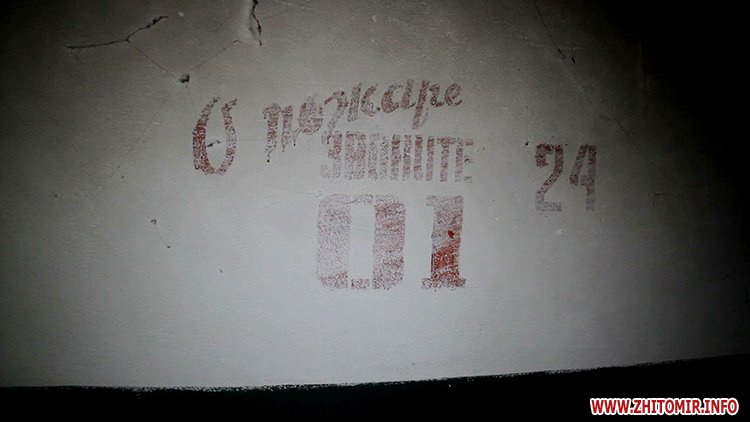 О пожаре
ЗВОНИТЕ
24
01
WWW.ZHITOMIR.INFO